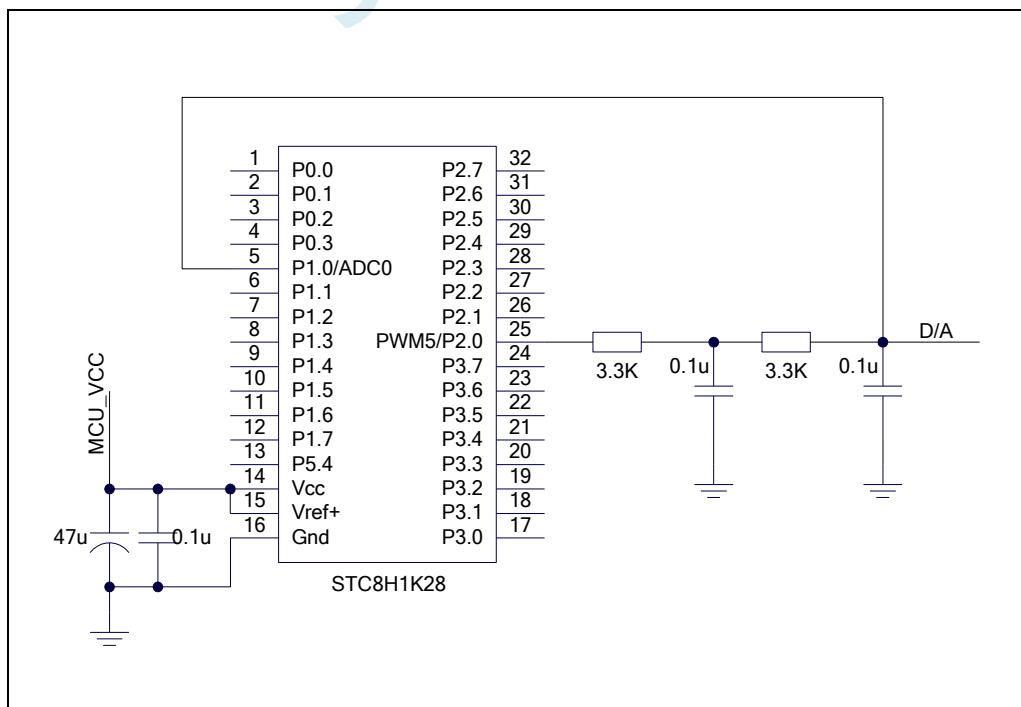 1 P0.0 P2.7 32
2 P0.1 P2.6 31
3 P0.2 P2.5 30
4 P0.3 P2.4 29
5 P1.0/ADC0 P2.3 28
6 P1.1 P2.2 27
7 P1.2 P2.1 26
8 P1.3 PWM5/P2.0 25
9 P1.4 P3.7 24
10 P1.5 P3.6 23
11 P1.6 P3.5 22
12 P1.7 P3.4 21
13 P5.4 P3.3 20
14 Vcc P3.2 19
15 Vref+ P3.1 18
16 Gnd P3.0 17
STC8H1K28
MCU_VCC
47u
0.1u
3.3K
0.1u
3.3K
0.1u
D/A